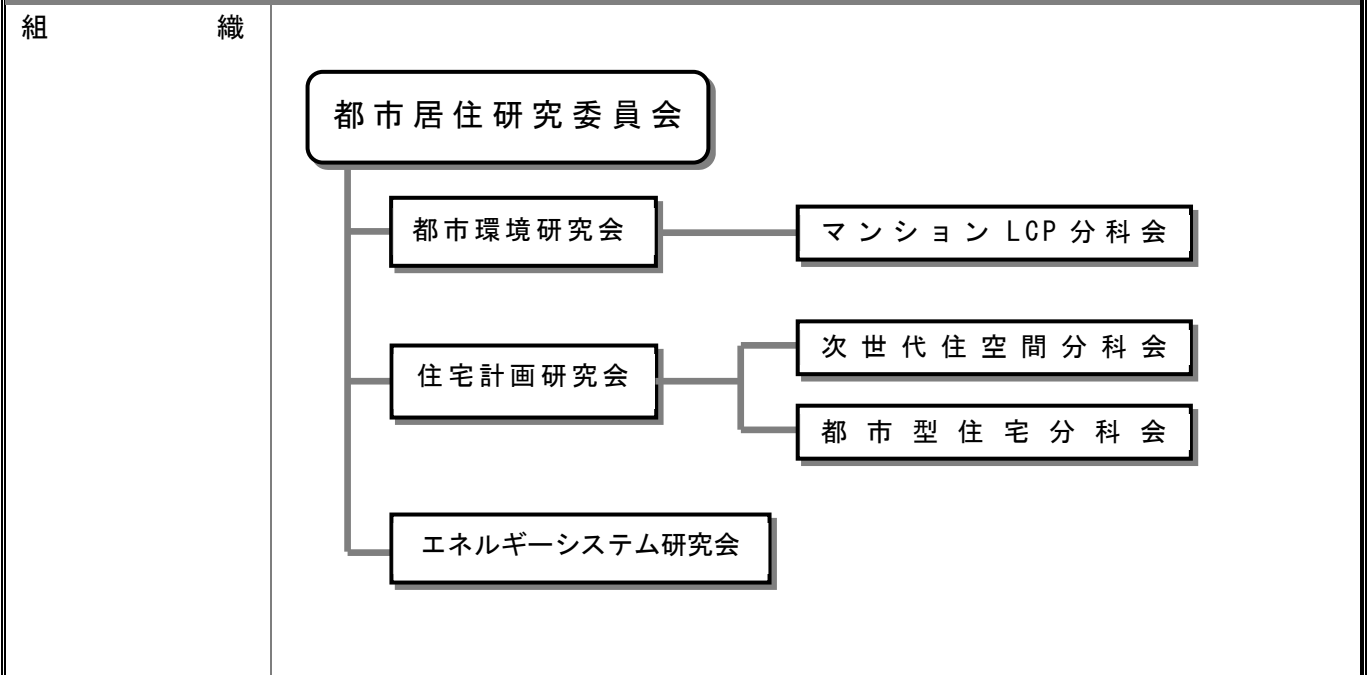 組織
都市居住研究委員会
都市環境研究会
マンションLCP分科会
住宅計画研究会
次世代住空間分科会
都市型住宅分科会
エネルギーシステム研究会